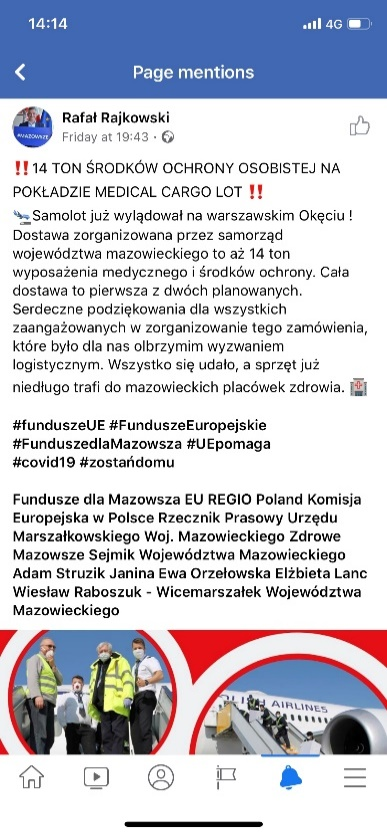 14:14
4G
Page mentions
Rafał Rajkowski
#MAZOWSZE
Friday at 19:43 ·
‼️14 TON ŚRODKÓW OCHRONY OSOBISTEJ NA
POKŁADZIE MEDICAL CARGO LOT ‼️
🛬Samolot już wylądował na warszawskim Okęciu !
Dostawa zorganizowana przez samorząd
województwa mazowieckiego to aż 14 ton
wyposażenia medycznego i środków ochrony. Cała
dostawa to pierwsza z dwóch planowanych.
Serdeczne podziękowania dla wszystkich
zaangażowanych w zorganizowanie tego zamówienia,
które było dla nas olbrzymim wyzwaniem
logistycznym. Wszystko się udało, a sprzęt już
niedługo trafi do mazowieckich placówek zdrowia. 🏥
#funduszeUE #FunduszeEuropejskie
#FunduszedlaMazowsza #UEpomaga
#covid19 #zostańdomu
Fundusze dla Mazowsza EU REGIO Poland Komisja
Europejska w Polsce Rzecznik Prasowy Urzędu
Marszałkowskiego Woj. Mazowieckiego Zdrowe
Mazowsze Sejmik Województwa Mazowieckiego
Adam Struzik Janina Ewa Orzełowska Elżbieta Lanc
Wiesław Raboszuk - Wicemarszałek Województwa
Mazowieckiego
AIRLINES